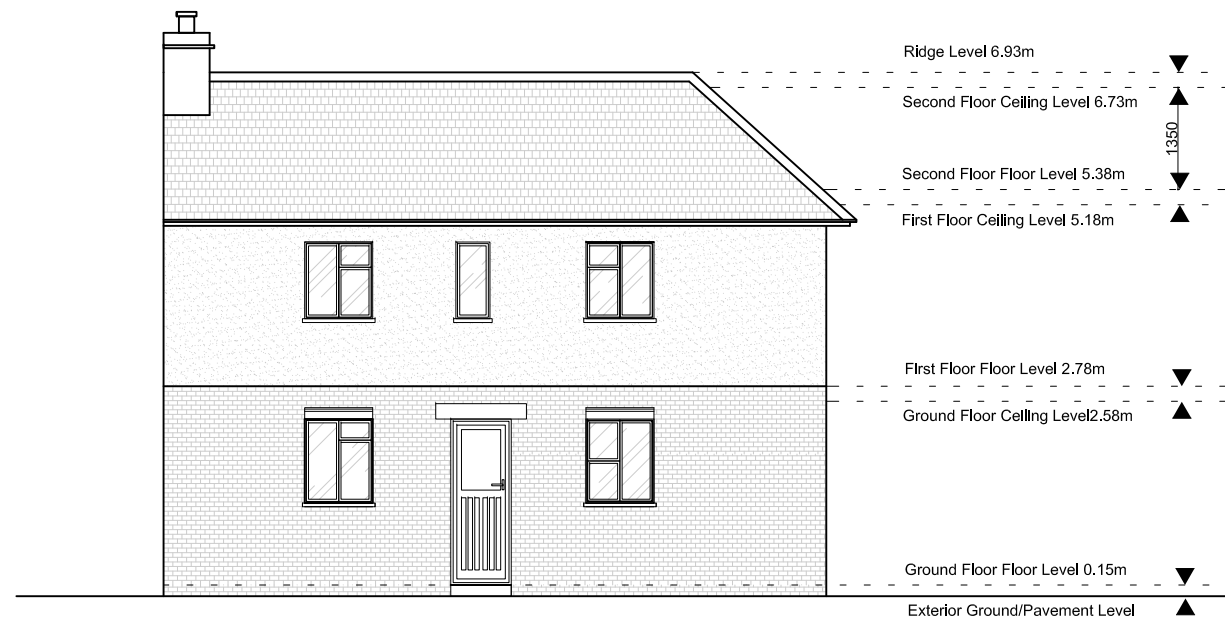 Ridge Level 6.93m
Second Floor Ceiling Level 6.73m
1350
Second Floor Floor Level 5.38m
First Floor Ceiling Level 5.18m
First Floor Floor Level 2.78m
Ground Floor Ceiling Level2.58m
Ground Floor Floor Level 0.15m
Exterior Ground/Pavement Level